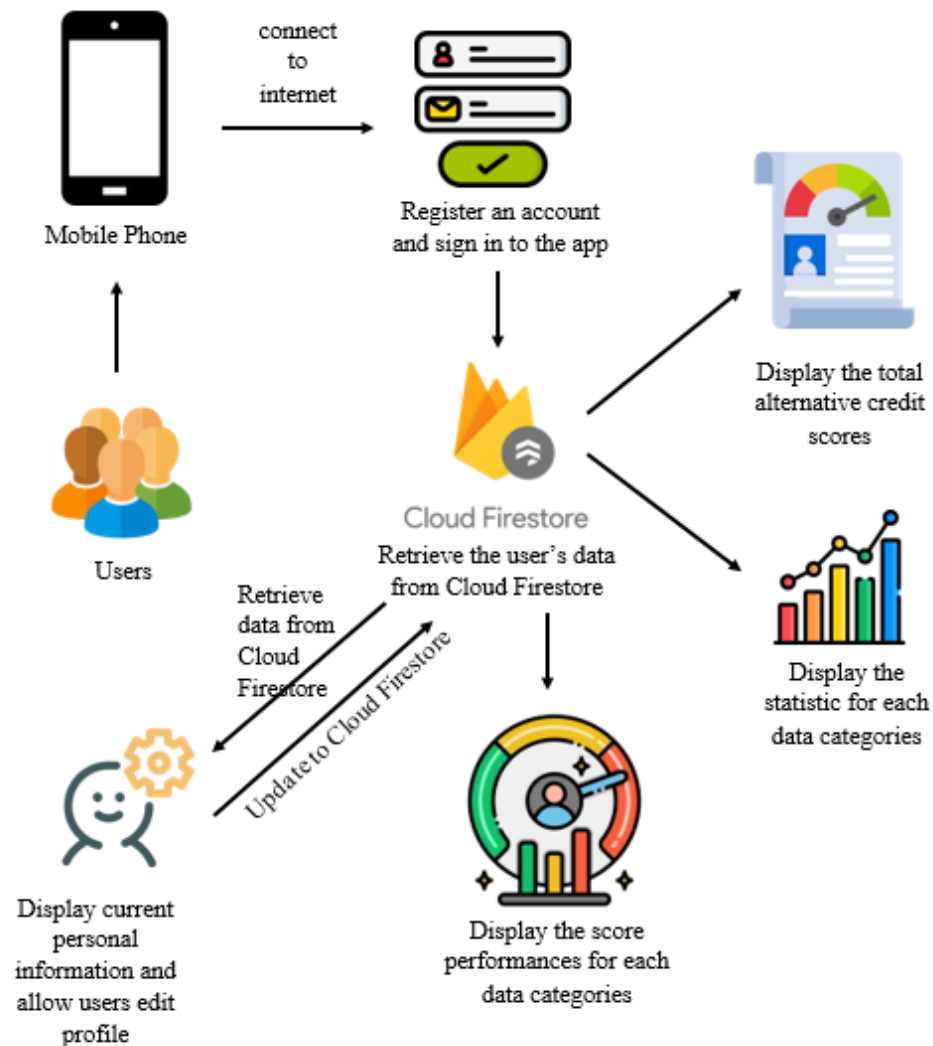 connect
to
internet
Mobile Phone
Register an account
and sign in to the app
Display the total
alternative credit
scores
Cloud Firestore
Retrieve the user's data
from Cloud Firestore
Users
Retrieve
data from
Cloud
Firestore
Update to Cloud Firestore
Display the
statistic for each
data categories
Display current
personal
information and
allow users edit
profile
Display the score
performances for each
data categories